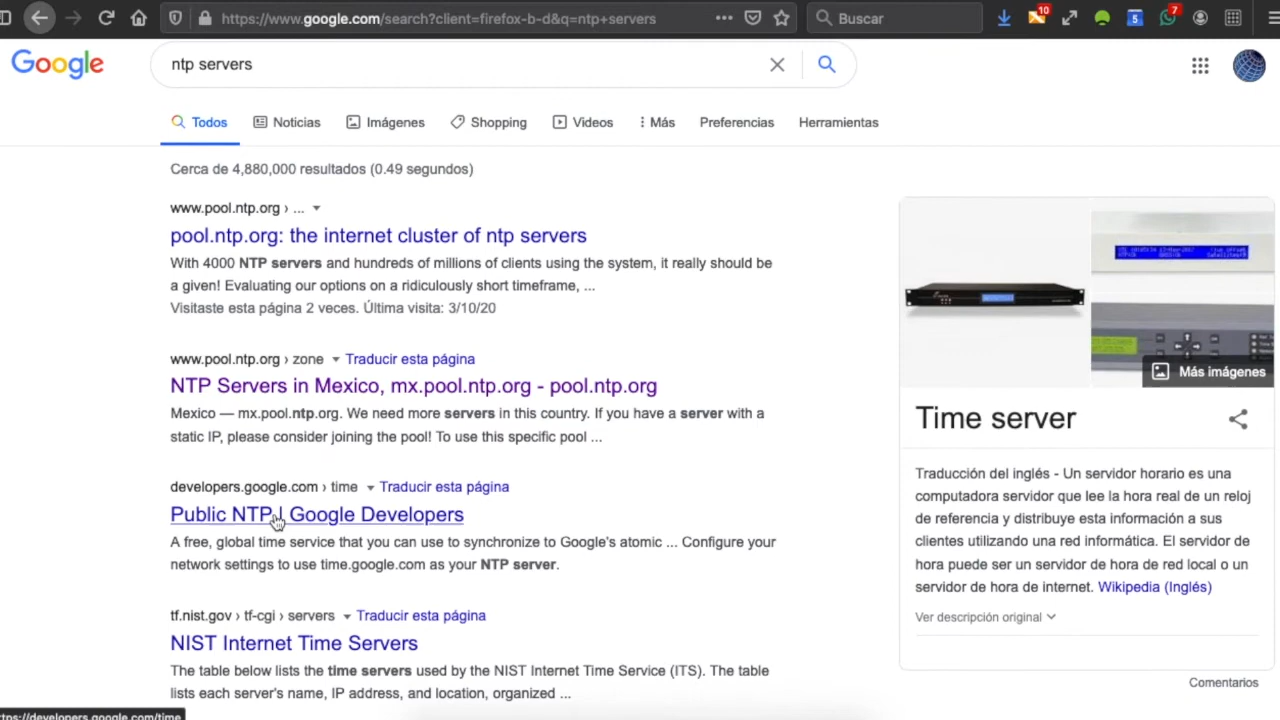 https://www.google.com/search?client=firefox-b-d&q=ntp+servers
Buscar
10
5
7
Google
ntp servers
Todos
Noticias
Imágenes
Shopping
Videos
Más
Preferencias
Herramientas
Cerca de 4,880,000 resultados (0.49 segundos)
www.pool.ntp.org › ...
pool.ntp.org: the internet cluster of ntp servers
With 4000 NTP servers and hundreds of millions of clients using the system, it really should be
a given! Evaluating our options on a ridiculously short timeframe, ...
Visitaste esta página 2 veces. Última visita: 3/10/20
www.pool.ntp.org › zone Traducir esta página
NTP Servers in Mexico, mx.pool.ntp.org - pool.ntp.org
Mexico — mx.pool.ntp.org. We need more servers in this country. If you have a server with a
static IP, please consider joining the pool! To use this specific pool ...
developers.google.com › time Traducir esta página
Public NTP | Google Developers
A free, global time service that you can use to synchronize to Google's atomic ... Configure your
network settings to use time.google.com as your NTP server.
tf.nist.gov › tf-cgi › servers Traducir esta página
NIST Internet Time Servers
The table below lists the time servers used by the NIST Internet Time Service (ITS). The table
lists each server's name, IP address, and location, organized ...
Más imágenes
Time server
Traducción del inglés - Un servidor horario es una
computadora servidor que lee la hora real de un reloj
de referencia y distribuye esta información a sus
clientes utilizando una red informática. El servidor de
hora puede ser un servidor de hora de red local o un
servidor de hora de internet. Wikipedia (Inglés)
Ver descripción original
Comentarios
ttps://developers.google.com/time